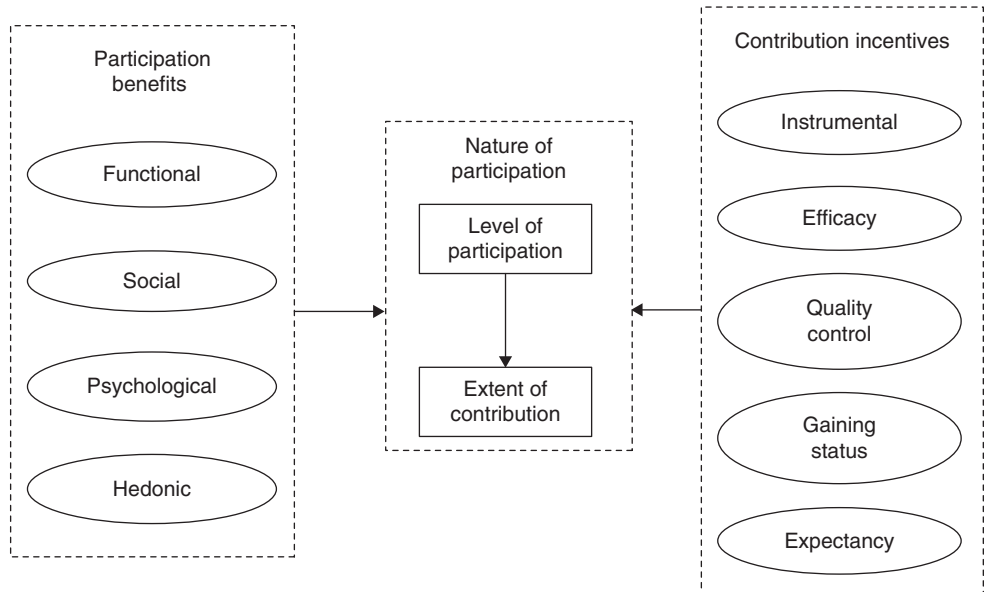 Participation
benefits
Functional
Social
Psychological
Hedonic
Nature of
participation
Level of
participation
Extent of
contribution
Contribution incentives
Instrumental
Efficacy
Quality
control
Gaining
status
Expectancy